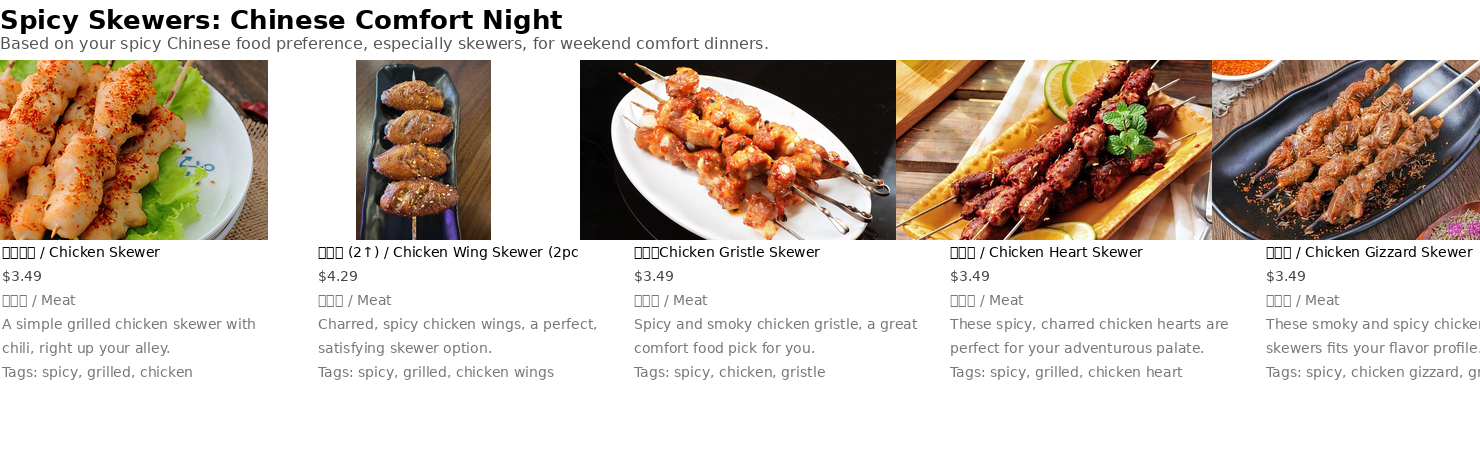 Spicy Skewers: Chinese Comfort Night
Based on your spicy Chinese food preference, especially skewers, for weekend comfort dinners.
/ Chicken Skewer
$3.49
/ Meat
A simple grilled chicken skewer with
chili, right up your alley.
Tags: spicy, grilled, chicken
(2↑) / Chicken Wing Skewer (2pc
$4.29
/ Meat
Charred, spicy chicken wings, a perfect,
satisfying skewer option.
Tags: spicy, grilled, chicken wings
Chicken Gristle Skewer
$3.49
/ Meat
Spicy and smoky chicken gristle, a great
comfort food pick for you.
Tags: spicy, chicken, gristle
/ Chicken Heart Skewer
$3.49
/ Meat
These spicy, charred chicken hearts are
perfect for your adventurous palate.
Tags: spicy, grilled, chicken heart
/ Chicken Gizzard Skewer
$3.49
/ Meat
These smoky and spicy
skewers fits your flavor profile.
Tags: spicy, chicken gizzard,